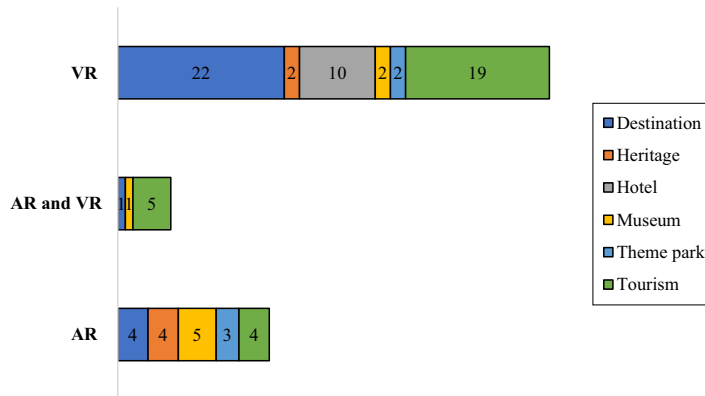 VR
22 2 10 2 2 19
AR and VR
1 1 5
AR
4 4 5 3 4
Destination
Heritage
Hotel
Museum
Theme park
Tourism